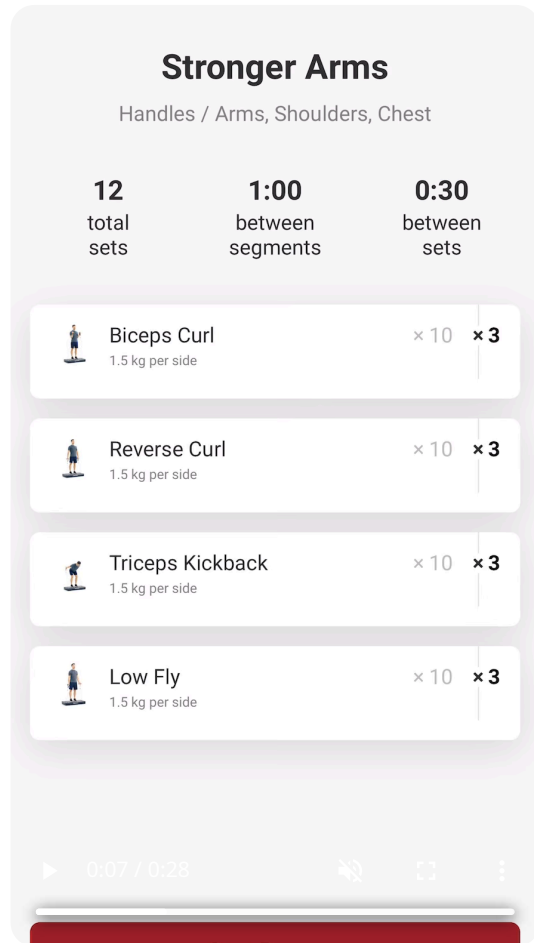 Stronger Arms
Handles / Arms, Shoulders, Chest
12
total
sets
1:00
between
segments
0:30
between
sets
Biceps Curl
1.5 kg per side
× 10 × 3
Reverse Curl
1.5 kg per side
× 10 × 3
Triceps Kickback
1.5 kg per side
× 10 × 3
Low Fly
1.5 kg per side
× 10 × 3
0:07 / 0:28